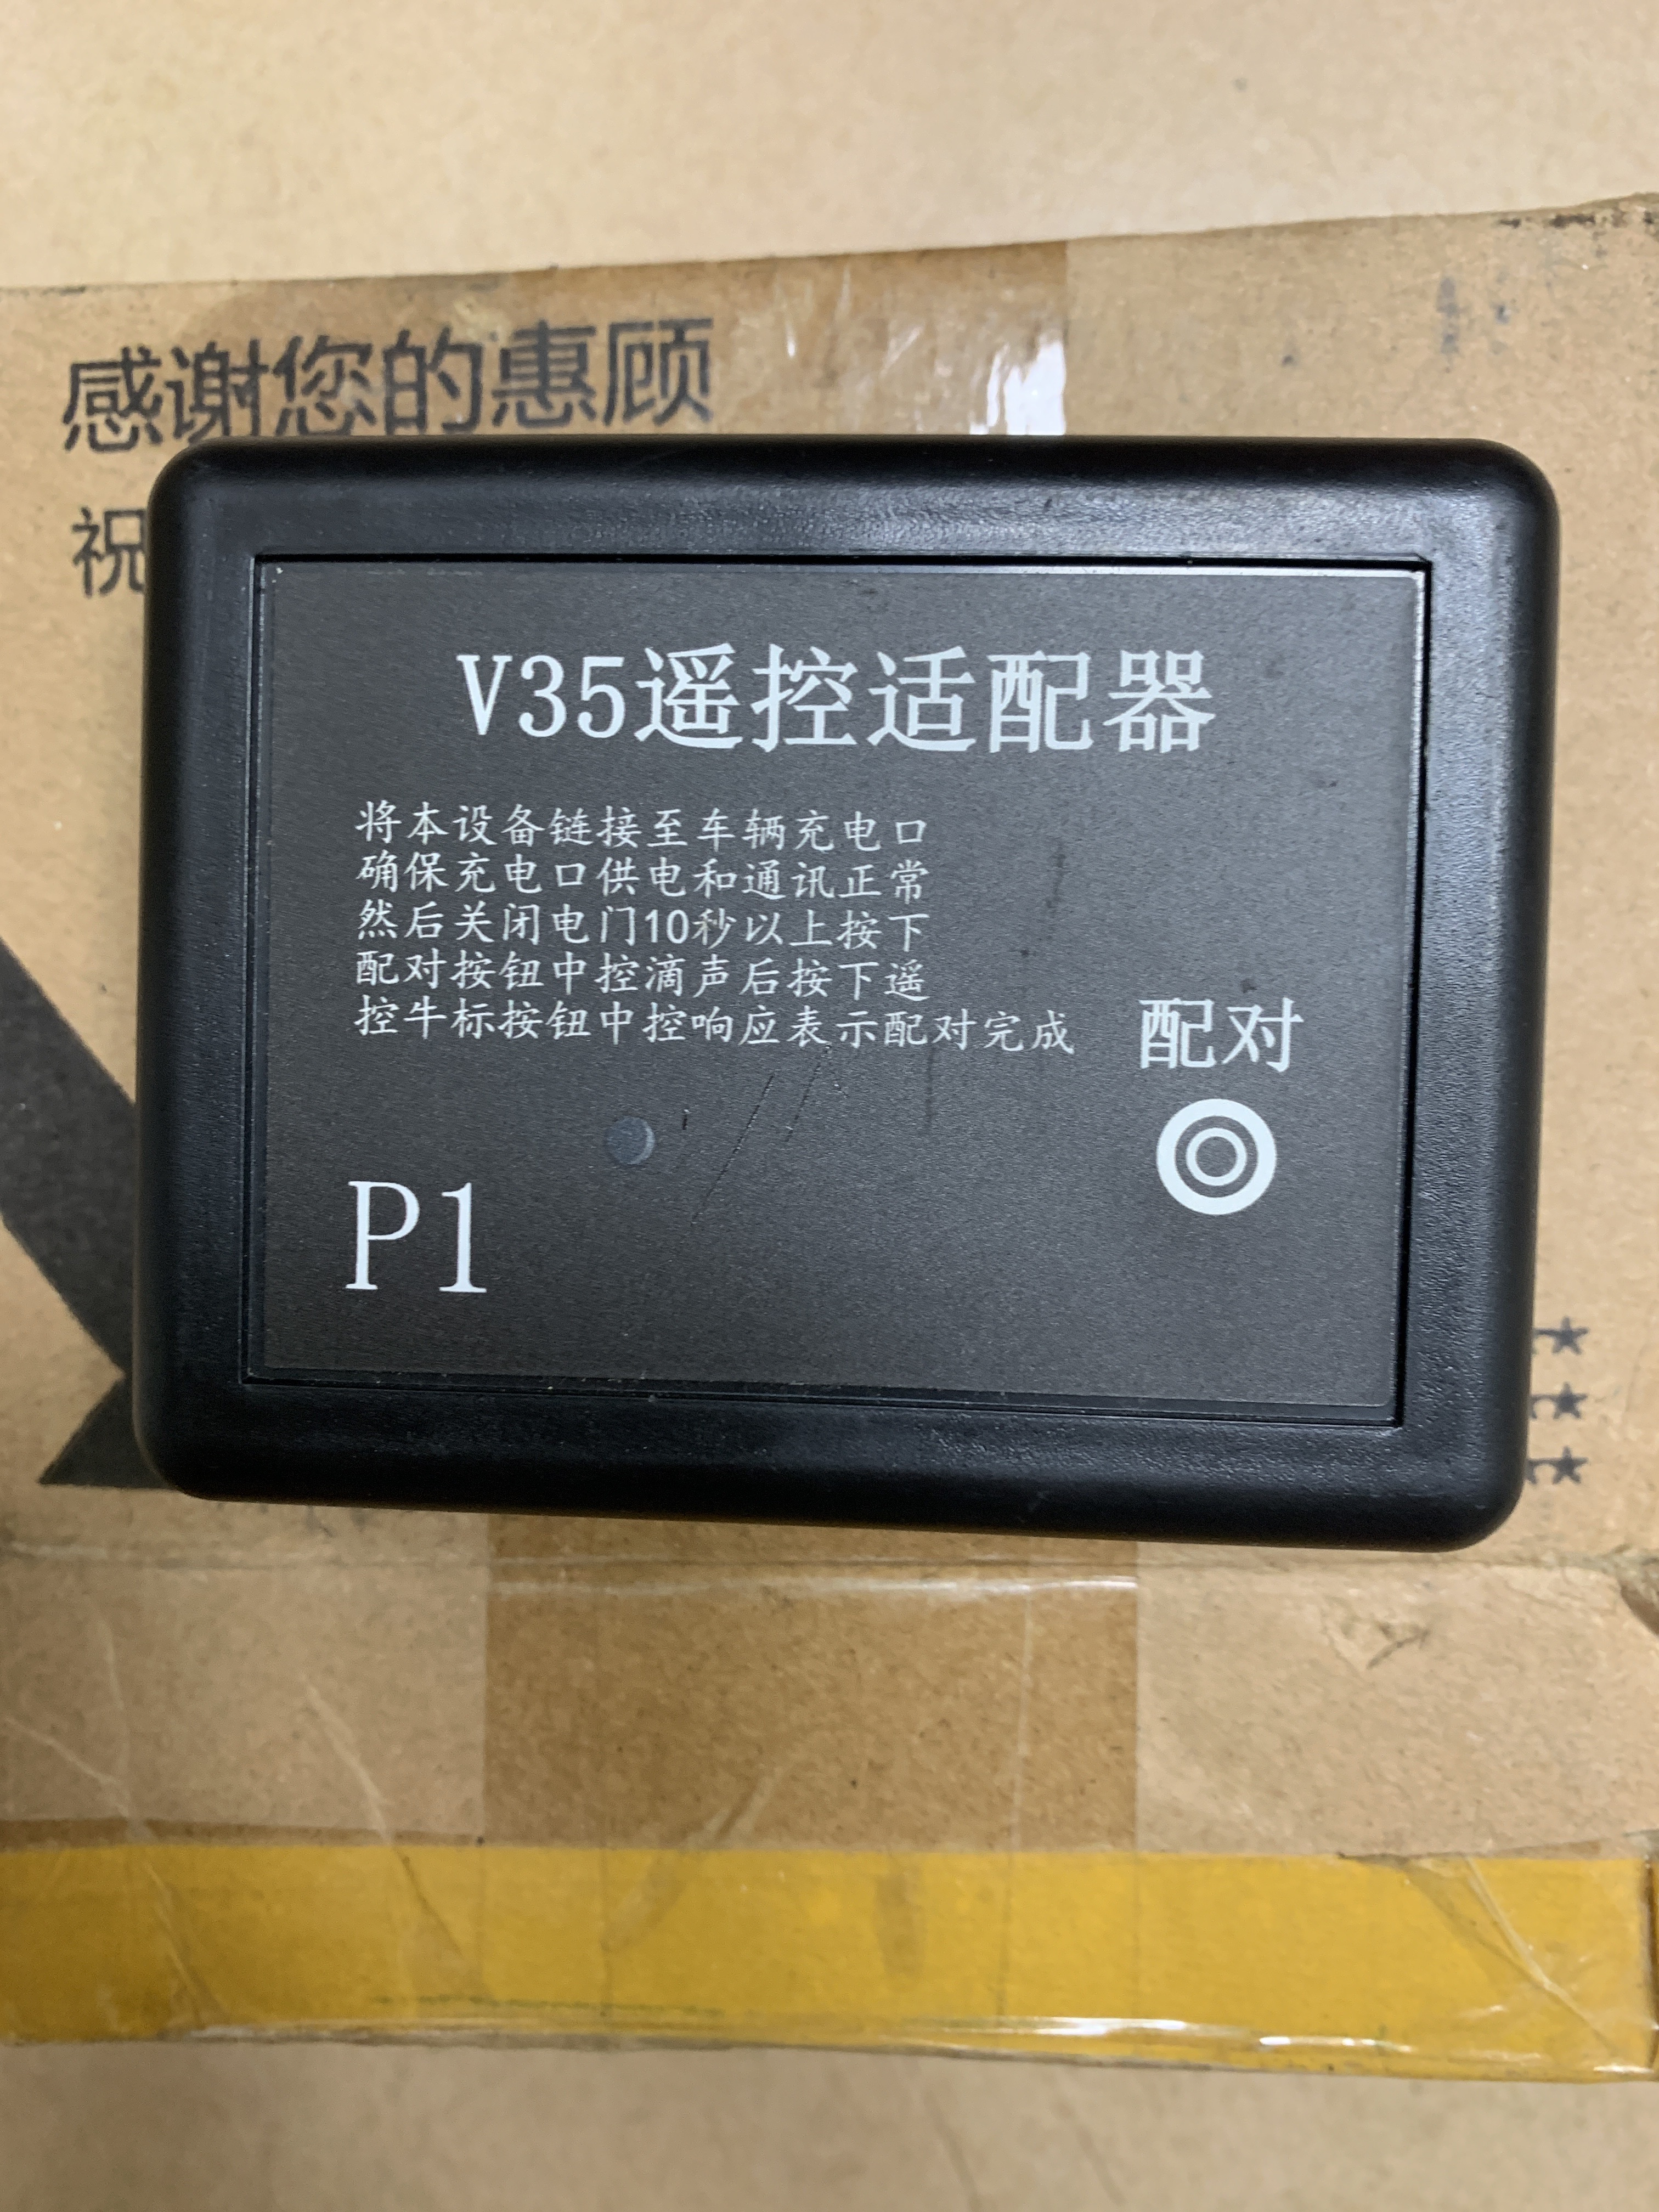 感谢您的惠顾
祝
V35遥控适配器
将本设备链接至车辆充电口
确保充电口供电和通讯正常
然后关闭电门10秒以上按下
配对按钮中控滴声后按下遥
控牛标按钮中控响应表示配对完成
配对
P1